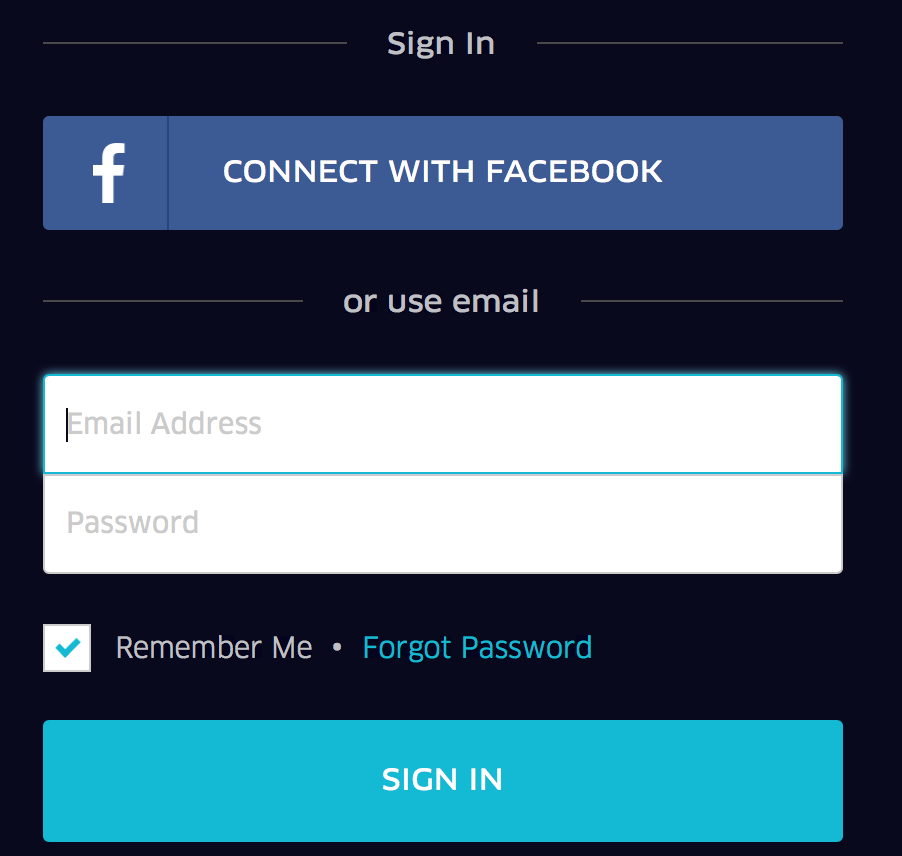 Sign In
CONNECT WITH FACEBOOK
or use email
Email Address
Password
Remember Me • Forgot Password
SIGN IN